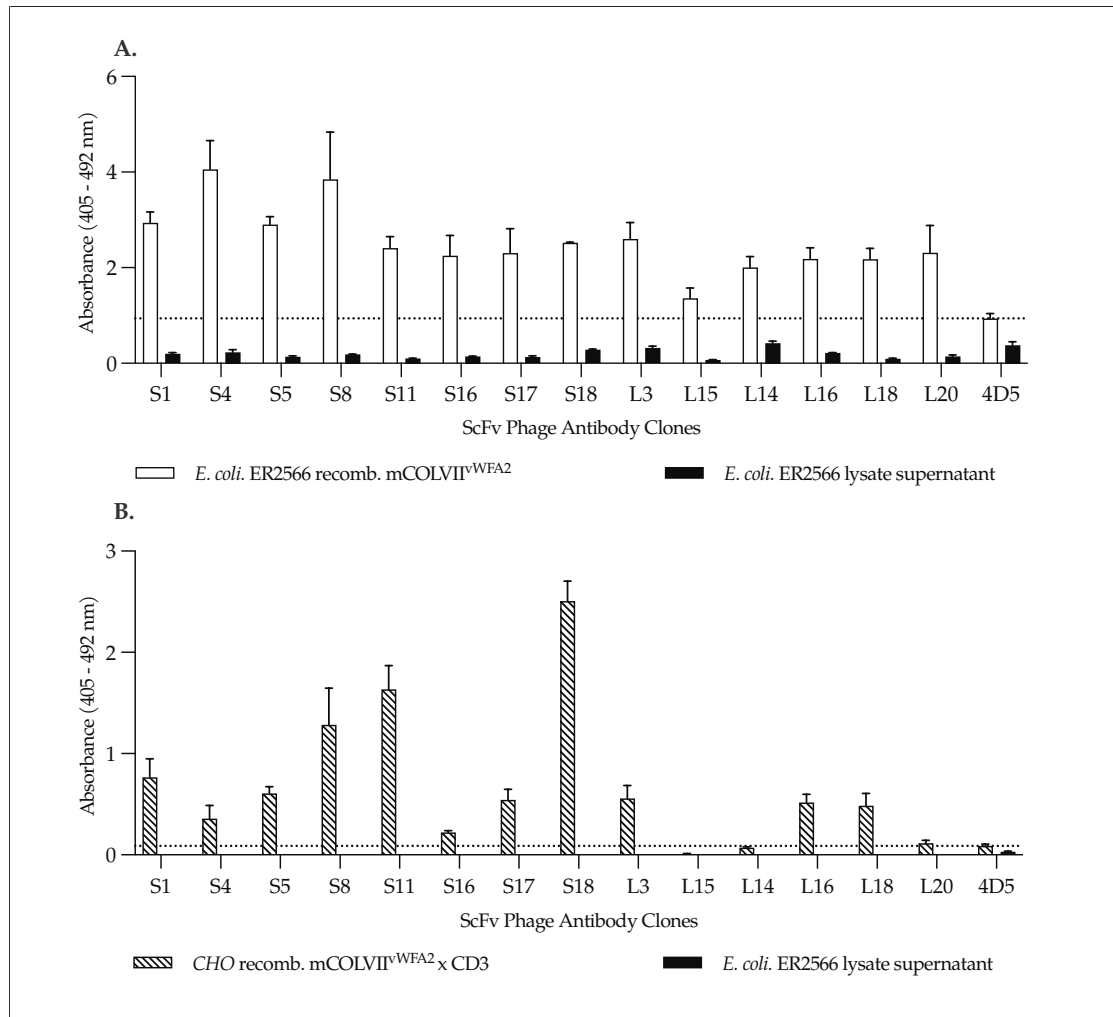 A.
6
4
2
0
Absorbance (405 - 492 nm)
S1 S4 S5 S8 S11 S16 S17 S18 L3 L15 L14 L16 L18 L20 4D5
ScFv Phage Antibody Clones
E. coli. ER2566 recomb. mCOLVIIvWFA2 E. coli. ER2566 lysate supernatant
B.
3
2
1
0
Absorbance (405 - 492 nm)
S1 S4 S5 S8 S11 S16 S17 S18 L3 L15 L14 L16 L18 L20 4D5
ScFv Phage Antibody Clones
CHO recomb. mCOLVIIvWFA2 x CD3 E. coli. ER2566 lysate supernatant